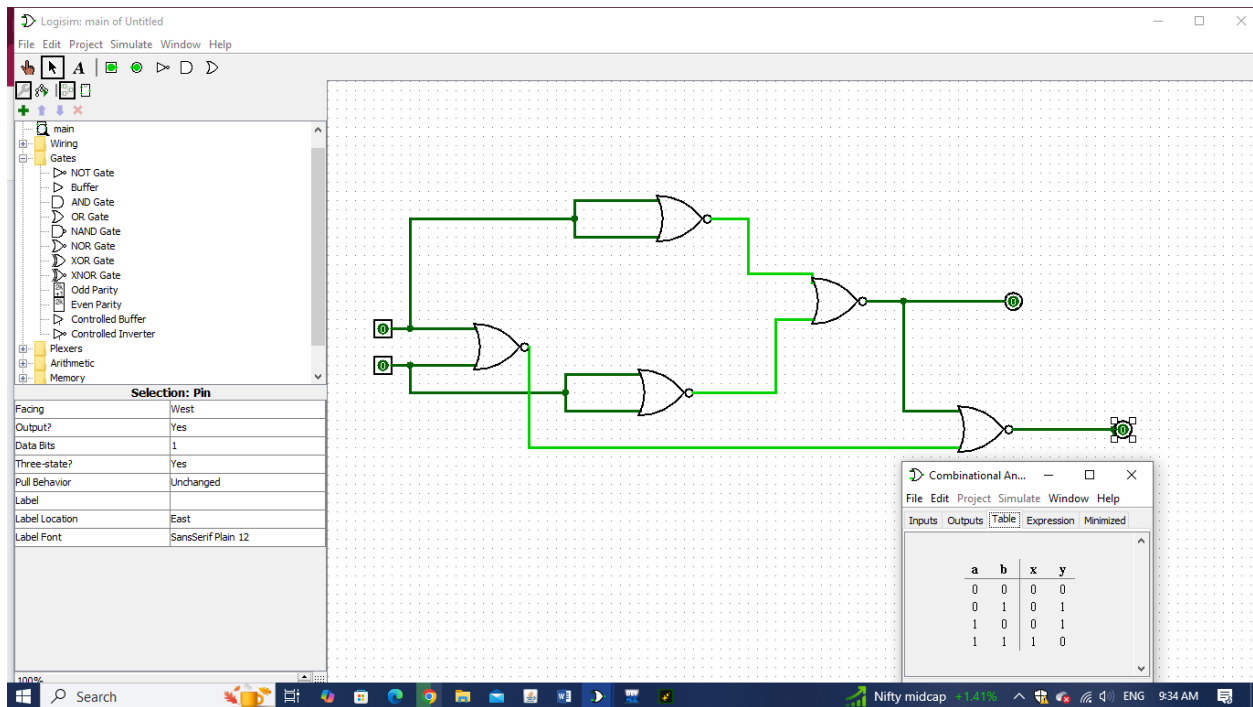 Logisim: main of Untitled
File Edit Project Simulate Window Help
A
main
Wiring
Gates
NOT Gate
Buffer
AND Gate
OR Gate
NAND Gate
NOR Gate
XOR Gate
XNOR Gate
Odd Parity
Even Parity
Controlled Buffer
Controlled Inverter
Plexers
Arithmetic
Memory
Selection: Pin
Facing West
Output? Yes
Data Bits 1
Three-state? Yes
Pull Behavior Unchanged
Label
Label Location East
Label Font SansSerif Plain 12
100%
0
0
0
0
Combinational An...
File Edit Project Simulate Window Help
Inputs Outputs Table Expression Minimized
a b x y
0 0 0 0
0 1 0 1
1 0 0 1
1 1 1 0
Search
Nifty midcap +1.41% ENG 9:34 AM